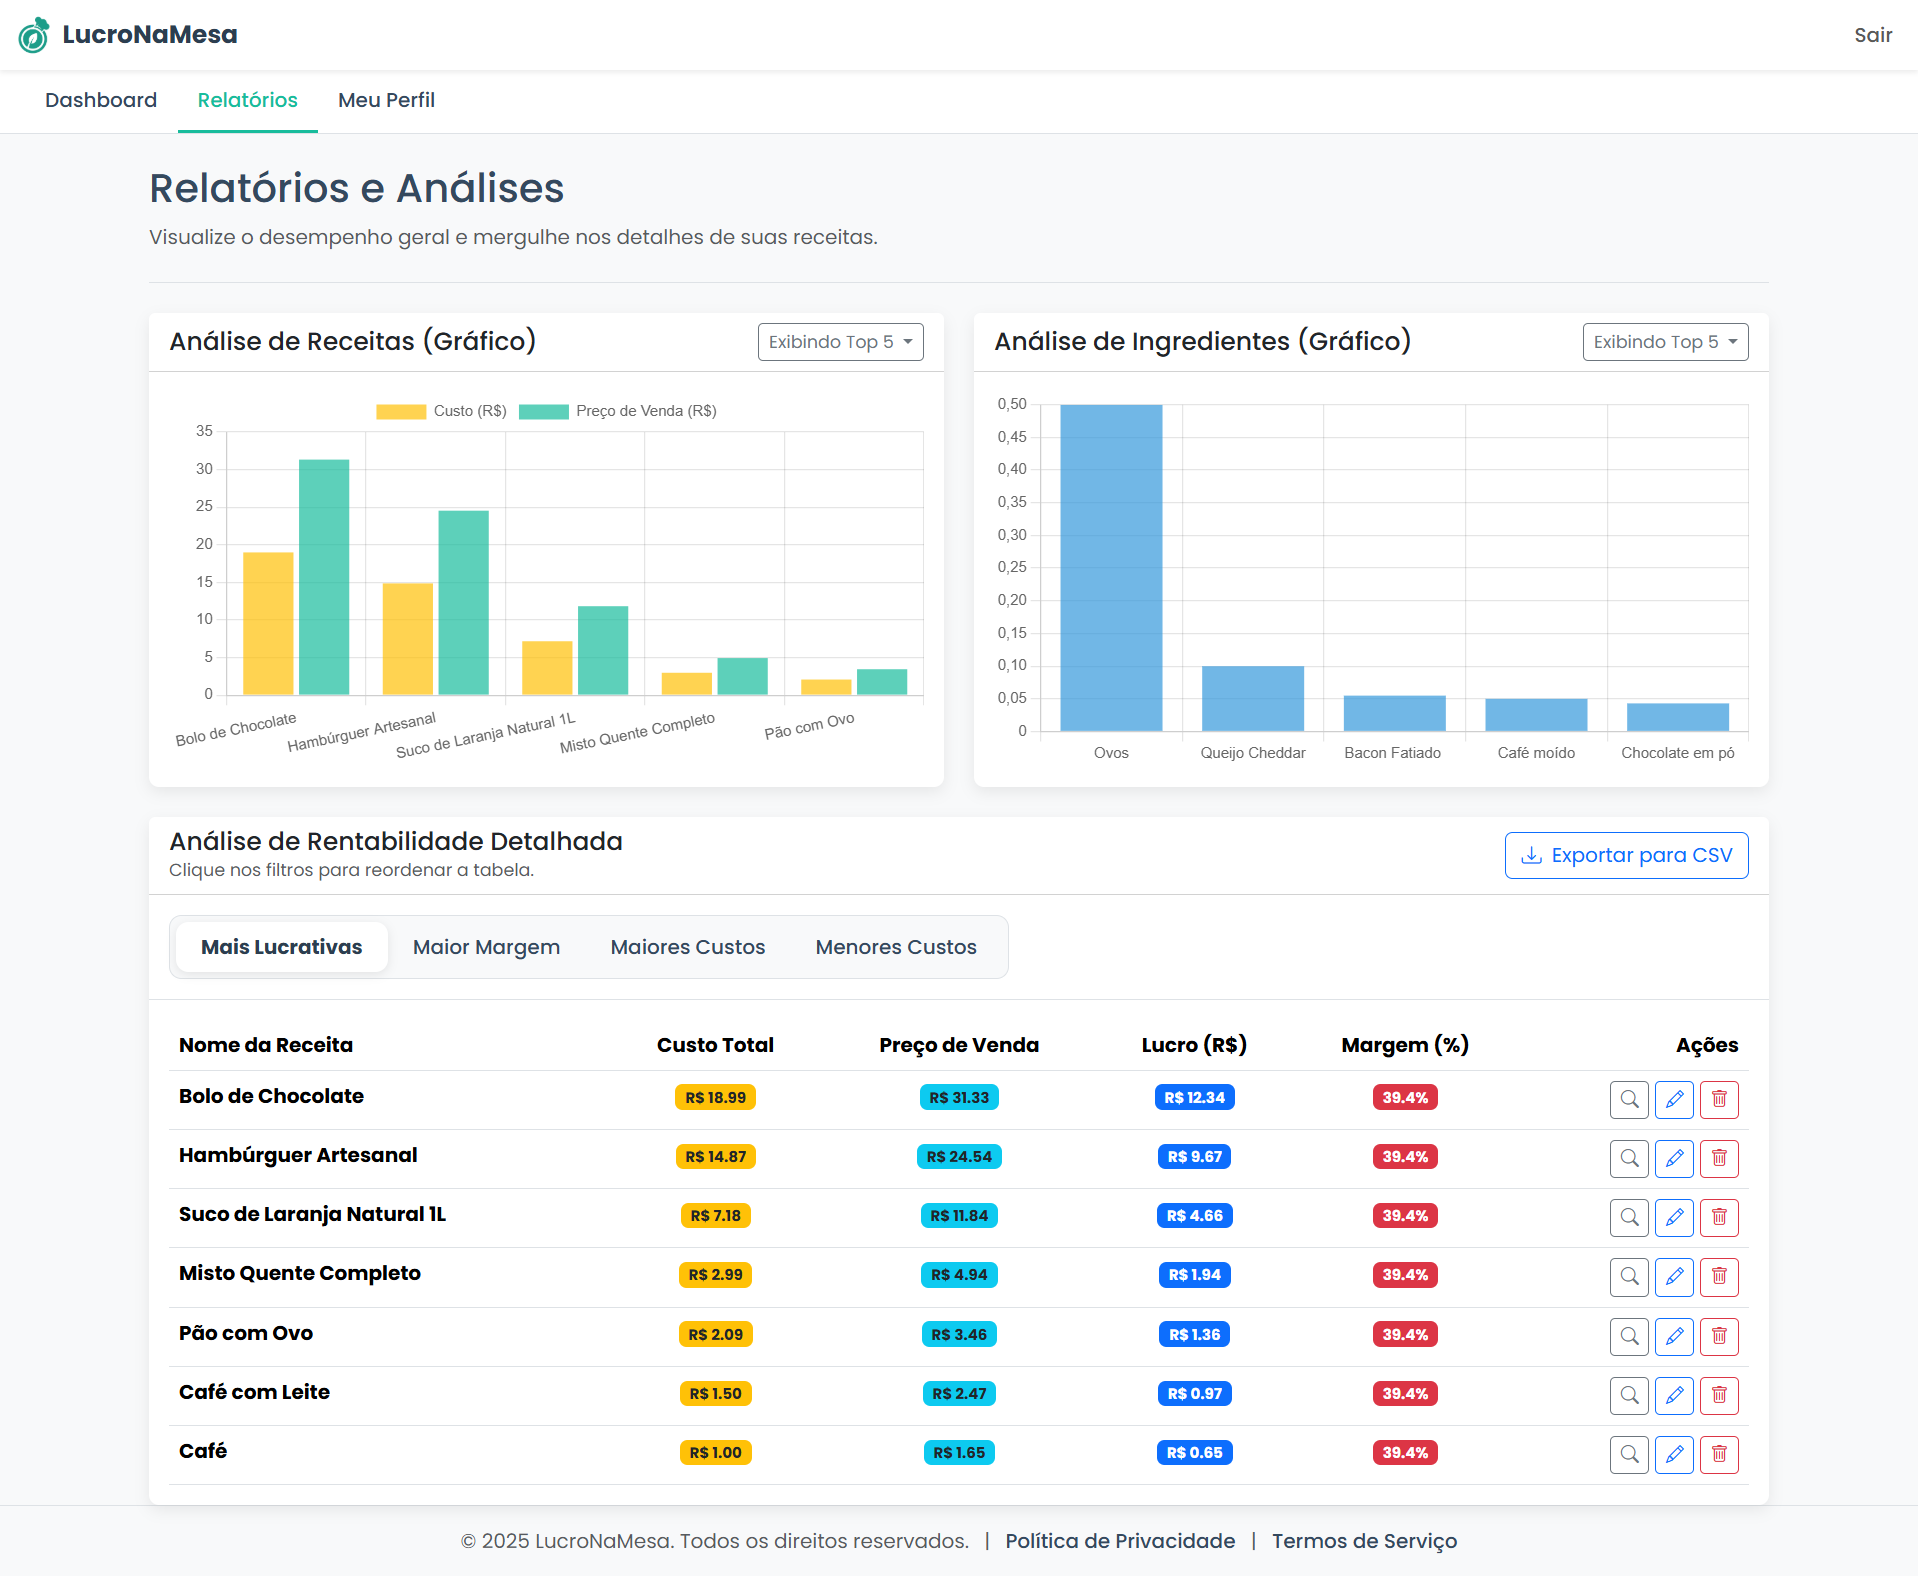 LucroNaMesa
Sair
Dashboard
Relatórios
Meu Perfil
Relatórios e Análises
Visualize o desempenho geral e mergulhe nos detalhes de suas receitas.
Análise de Receitas (Gráfico)
Exibindo Top 5
Custo (R$)
Preço de Venda (R$)
35
30
25
20
15
10
5
0
Bolo de Chocolate
Hambúrguer Artesanal
Suco de Laranja Natural 1L
Misto Quente Completo
Pão com Ovo
Análise de Ingredientes (Gráfico)
Exibindo Top 5
0,50
0,45
0,40
0,35
0,30
0,25
0,20
0,15
0,10
0,05
0
Ovos
Queijo Cheddar
Bacon Fatiado
Café moído
Chocolate em pó
Análise de Rentabilidade Detalhada
Clique nos filtros para reordenar a tabela.
Exportar para CSV
Mais Lucrativas
Maior Margem
Maiores Custos
Menores Custos
Nome da Receita Custo Total Preço de Venda Lucro (R$) Margem (%) Ações
Bolo de Chocolate R$ 18.99 R$ 31.33 R$ 12.34 39.4%
Hambúrguer Artesanal R$ 14.87 R$ 24.54 R$ 9.67 39.4%
Suco de Laranja Natural 1L R$ 7.18 R$ 11.84 R$ 4.66 39.4%
Misto Quente Completo R$ 2.99 R$ 4.94 R$ 1.94 39.4%
Pão com Ovo R$ 2.09 R$ 3.46 R$ 1.36 39.4%
Café com Leite R$ 1.50 R$ 2.47 R$ 0.97 39.4%
Café R$ 1.00 R$ 1.65 R$ 0.65 39.4%
© 2025 LucroNaMesa. Todos os direitos reservados. | Política de Privacidade | Termos de Serviço